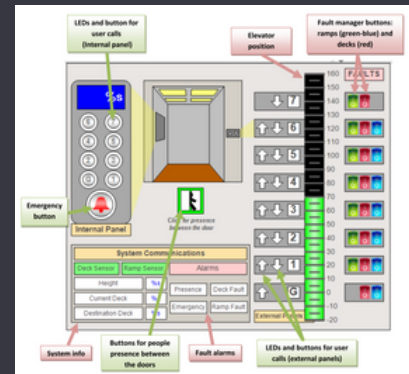 LEDs and button for
user calls
(Internal panel)
Elevator
position
Fault manager buttons:
ramps (green-blue) and
decks (red)
%s
FAULTS
160
150
140
130
120
110
100
90
80
70
60
50
40
30
20
10
0
-10
-20
7
6
5
4
3
2
1
G
Emergency
button
Internal Panel
Click for presence
between the door
System Communications
Deck Sensor
Ramp Sensor
Alarms
Height
%s
Current Deck
Destination Deck
Presence
Deck Fault
Emergency
Ramp Fault
External Panels
System info
Buttons for people
presence between
the doors
Fault alarms
LEDs and buttons for user
calls (external panels)